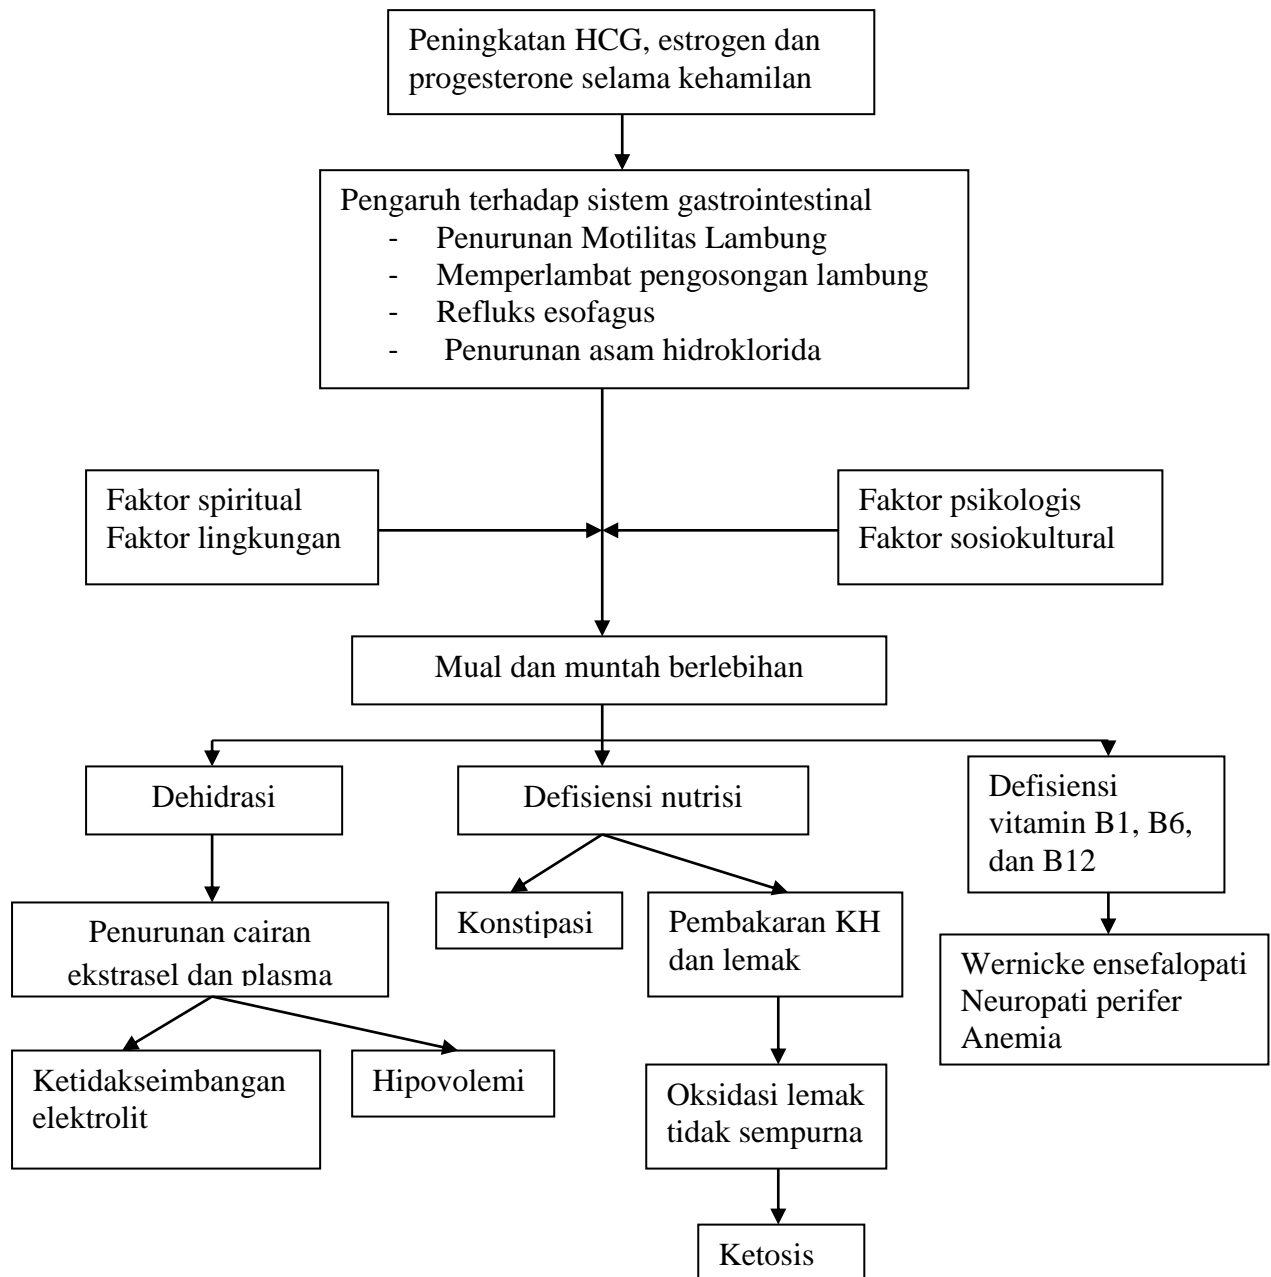 Peningkatan HCG, estrogen dan
progesterone selama kehamilan
Pengaruh terhadap sistem gastrointestinal
- Penurunan Motilitas Lambung
- Memperlambat pengosongan lambung
- Refluks esofagus
- Penurunan asam hidroklorida
Faktor spiritual
Faktor lingkungan
Faktor psikologis
Faktor sosiokultural
Mual dan muntah berlebihan
Dehidrasi
Defisiensi nutrisi
Defisiensi
vitamin B1, B6,
dan B12
Penurunan cairan
ekstrasel dan plasma
Konstipasi
Pembakaran KH
dan lemak
Wernicke ensefalopati
Neuropati perifer
Anemia
Ketidakseimbangan
elektrolit
Hipovolemi
Oksidasi lemak
tidak sempurna
Ketosis